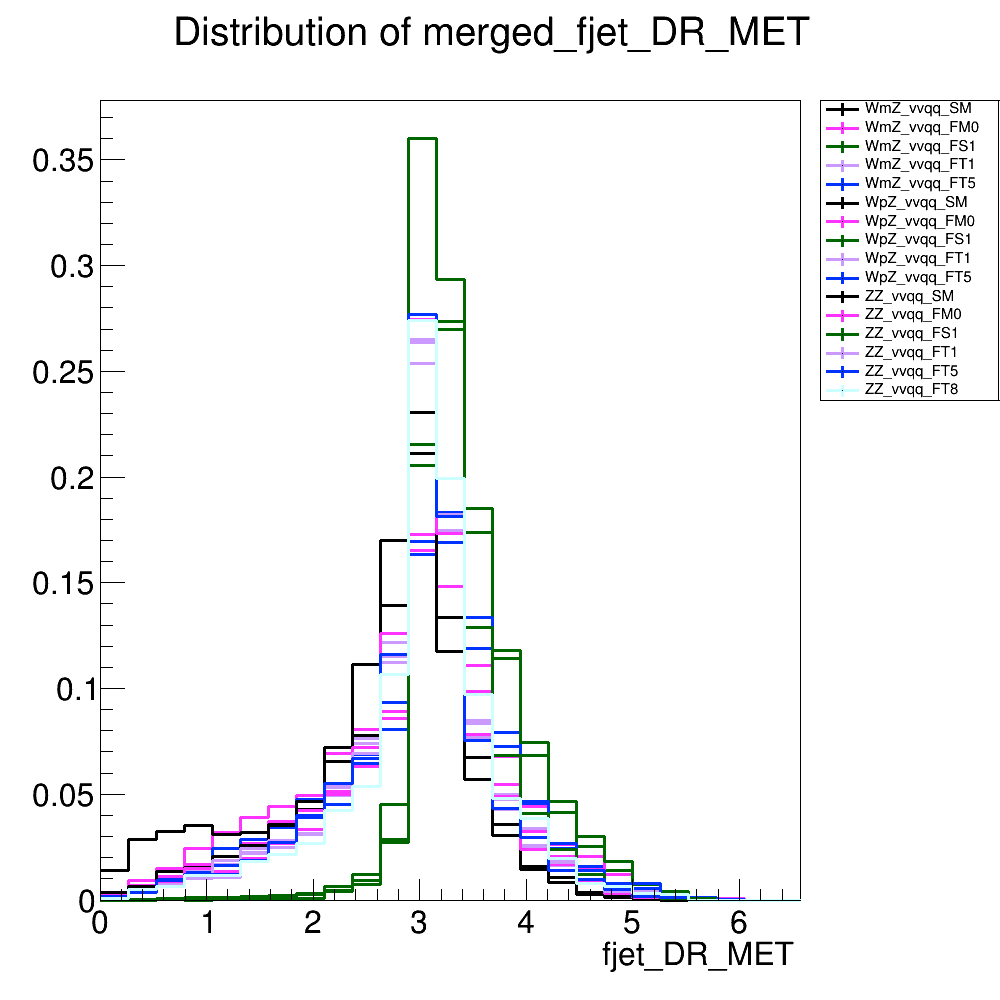 Distribution of merged_fjet_DR_MET
WmZ_vvqq_SM
WmZ_vvqq_FM0
WmZ_vvqq_FS1
WmZ_vvqq_FT1
WmZ_vvqq_FT5
WpZ_vvqq_SM
WpZ_vvqq_FM0
WpZ_vvqq_FS1
WpZ_vvqq_FT1
WpZ_vvqq_FT5
ZZ_vvqq_SM
ZZ_vvqq_FM0
ZZ_vvqq_FS1
ZZ_vvqq_FT1
ZZ_vvqq_FT5
ZZ_vvqq_FT8
0.35
0.3
0.25
0.2
0.15
0.1
0.05
0
0 1 2 3 4 5 6
fjet_DR_MET